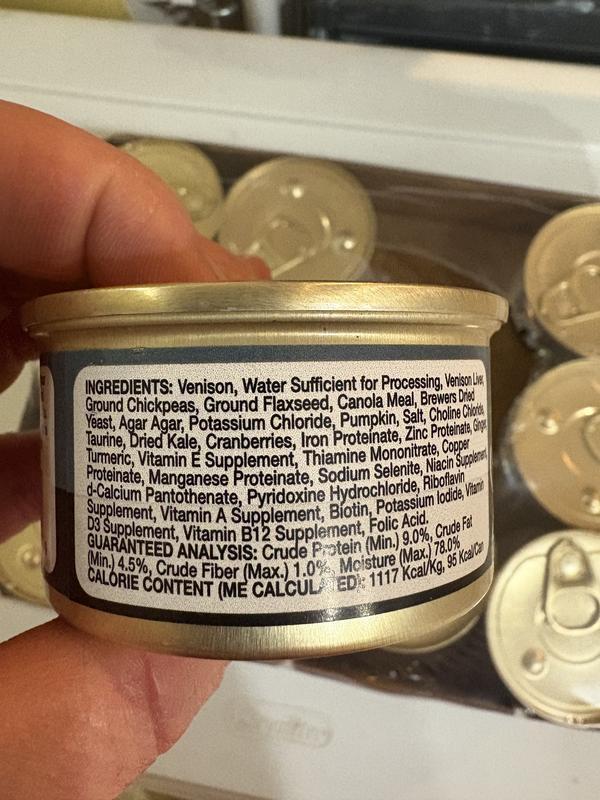 INGREDIENTS: Venison, Water Sufficient for Processing, Venison Liver,
Ground Chickpeas, Ground Flaxseed, Canola Meal, Brewers Dried
Yeast, Agar Agar, Potassium Chloride, Pumpkin, Salt, Choline Chloride,
Taurine, Dried Kale, Cranberries, Iron Proteinate, Zinc Proteinate, Ginger,
Turmeric, Vitamin E Supplement, Thiamine Mononitrate, Copper
Proteinate, Manganese Proteinate, Sodium Selenite, Niacin Supplement,
d-Calcium Pantothenate, Pyridoxine Hydrochloride, Riboflavin
Supplement, Vitamin A Supplement, Biotin, Potassium Iodide, Vitamin
D3 Supplement, Vitamin B12 Supplement, Folic Acid.
GUARANTEED ANALYSIS: Crude Protein (Min.) 9.0%, Crude Fat
(Min.) 4.5%, Crude Fiber (Max.) 1.0%, Moisture (Max.) 78.0%
CALORIE CONTENT (ME CALCULATED): 1117 Kcal/Kg, 95 Kcal/Can